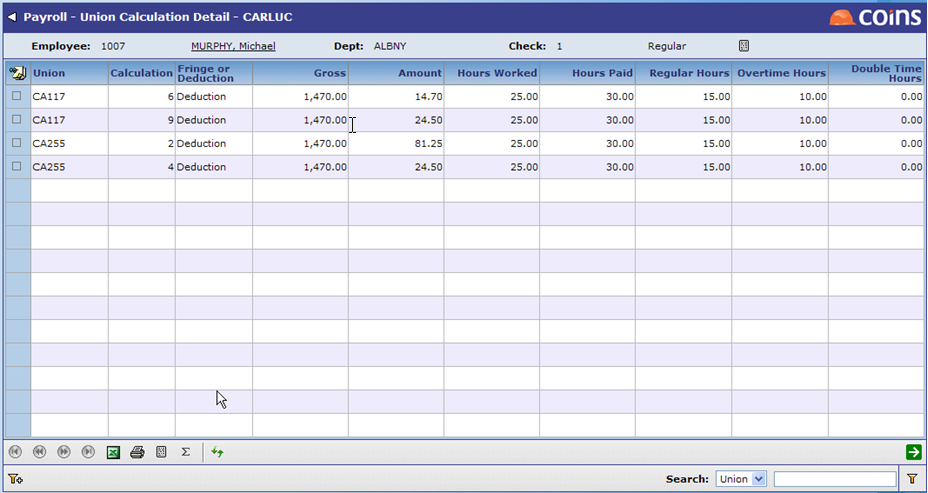 Payroll - Union Calculation Detail - CARLUC
coins
Employee: 1007 MURPHY, Michael Dept: ALBNY Check: 1 Regular
Union Calculation Fringe or Deduction Gross Amount Hours Worked Hours Paid Regular Hours Overtime Hours Double Time Hours
CA117 6 Deduction 1,470.00 14.70 25.00 30.00 15.00 10.00 0.00
CA117 9 Deduction 1,470.00 24.50 25.00 30.00 15.00 10.00 0.00
CA255 2 Deduction 1,470.00 81.25 25.00 30.00 15.00 10.00 0.00
CA255 4 Deduction 1,470.00 24.50 25.00 30.00 15.00 10.00 0.00
Σ
Search: Union